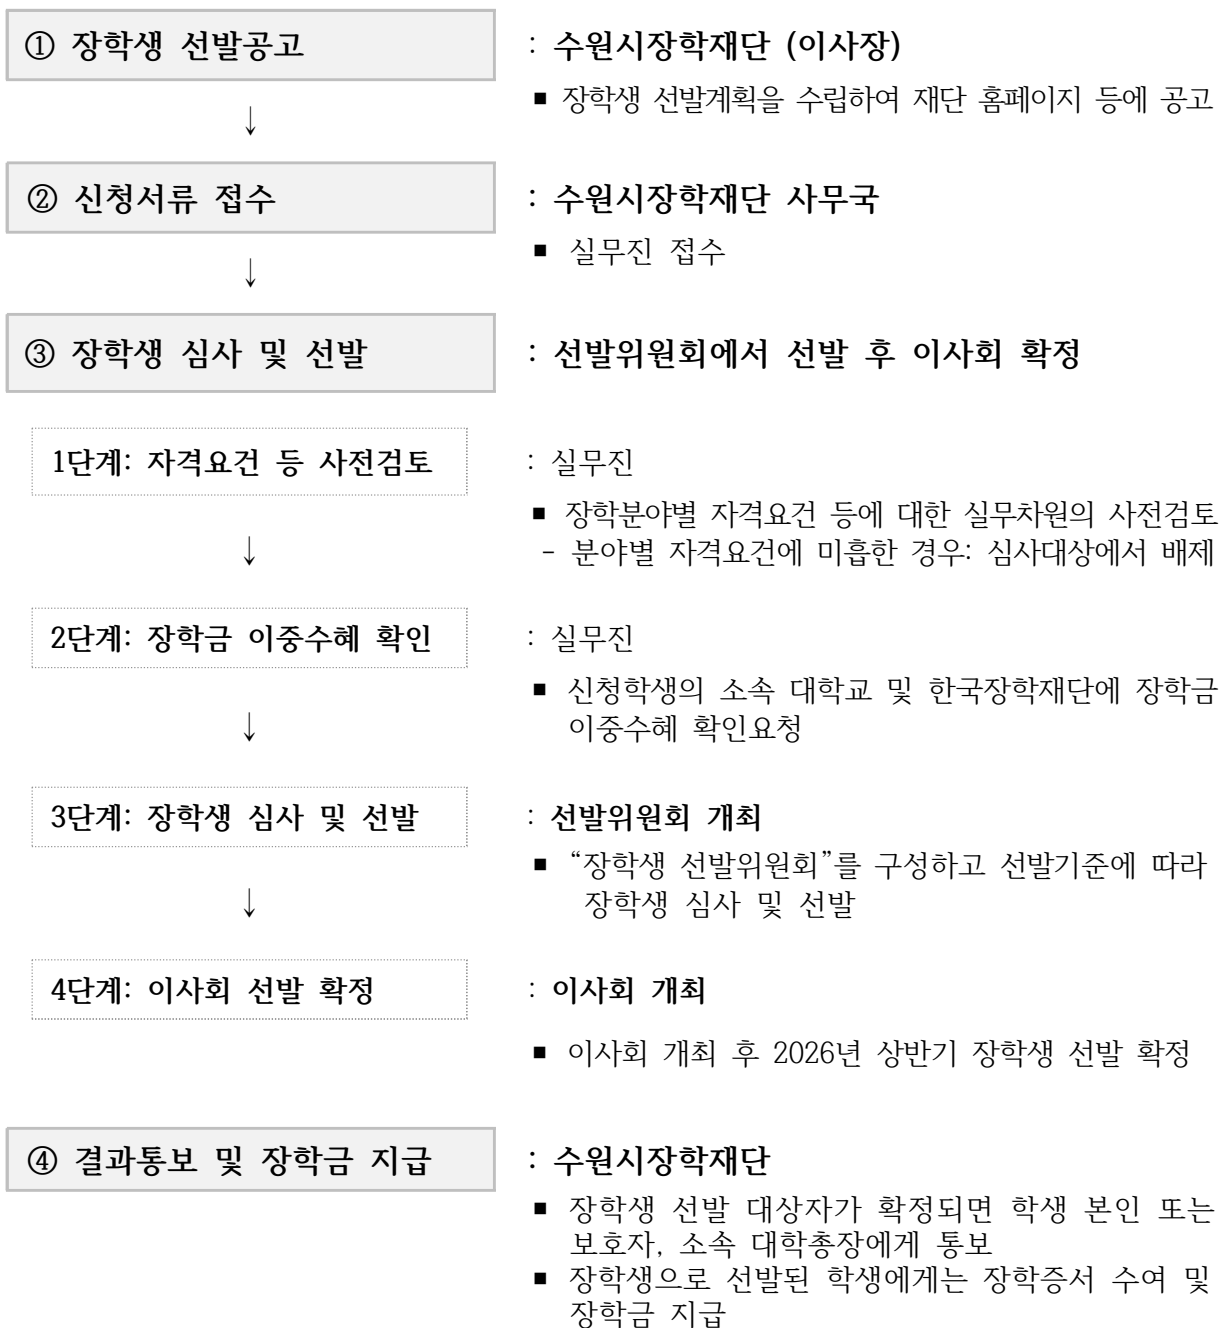 ① 장학생 선발공고 : 수원시장학재단 (이사장)
■ 장학생 선발계획을 수립하여 재단 홈페이지 등에 공고
↓
② 신청서류 접수 : 수원시장학재단 사무국
■ 실무진 접수
↓
③ 장학생 심사 및 선발 : 선발위원회에서 선발 후 이사회 확정
1단계: 자격요건 등 사전검토 : 실무진
■ 장학분야별 자격요건 등에 대한 실무차원의 사전검토
- 분야별 자격요건에 미흡한 경우: 심사대상에서 배제
↓
2단계: 장학금 이중수혜 확인 : 실무진
■ 신청학생의 소속 대학교 및 한국장학재단에 장학금
이중수혜 확인요청
↓
3단계: 장학생 심사 및 선발 : 선발위원회 개최
■ “장학생 선발위원회”를 구성하고 선발기준에 따라
장학생 심사 및 선발
↓
4단계: 이사회 선발 확정 : 이사회 개최
■ 이사회 개최 후 2026년 상반기 장학생 선발 확정
④ 결과통보 및 장학금 지급 : 수원시장학재단
■ 장학생 선발 대상자가 확정되면 학생 본인 또는
보호자, 소속 대학총장에게 통보
■ 장학생으로 선발된 학생에게는 장학증서 수여 및
장학금 지급